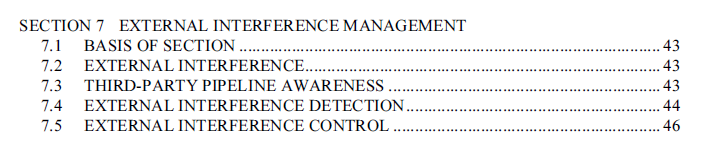 SECTION 7 EXTERNAL INTERFERENCE MANAGEMENT
7.1 BASIS OF SECTION ........................................................................................ 43
7.2 EXTERNAL INTERFERENCE........................................................................... 43
7.3 THIRD-PARTY PIPELINE AWARENESS ......................................................... 43
7.4 EXTERNAL INTERFERENCE DETECTION...................................................... 44
7.5 EXTERNAL INTERFERENCE CONTROL ......................................................... 46